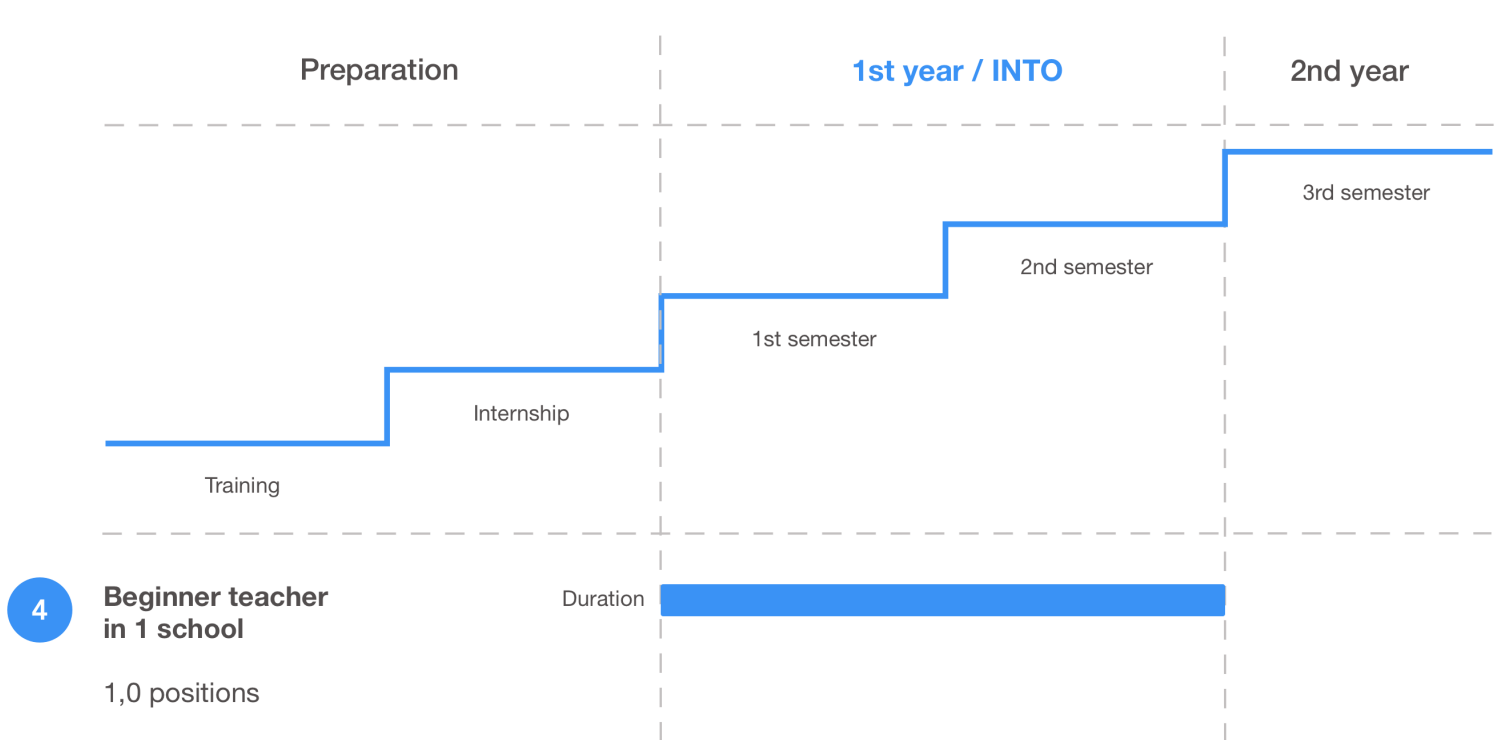 Preparation
1st year / INTO
2nd year
3rd semester
2nd semester
1st semester
Internship
Training
4
Beginner teacher
in 1 school
Duration
1,0 positions